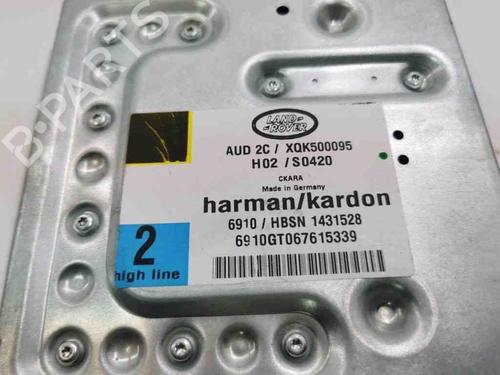 B-PARTS
LAND
ROVER
AUD 2C / XQK500095
H02 / S0420
CKARA
Made in Germany
harman/kardon
6910 / HBSN 1431528
6910GT067615339
2
high line